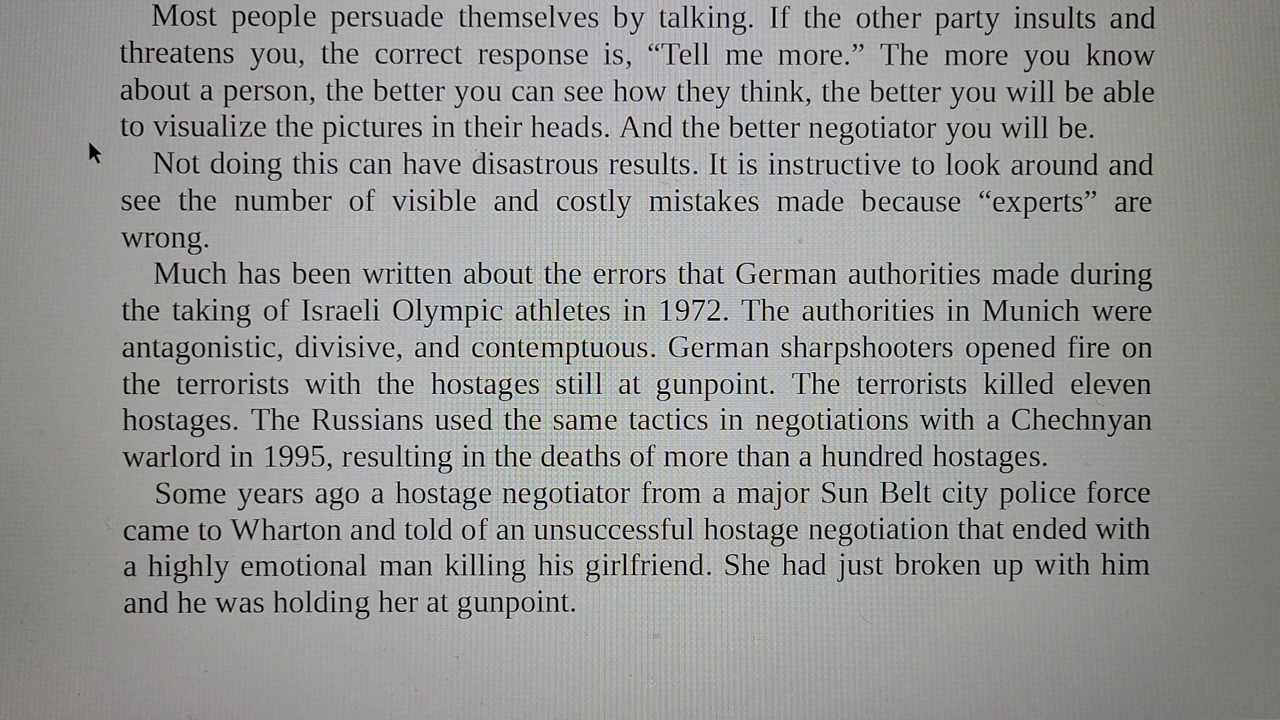 Most people persuade themselves by talking. If the other party insults and
threatens you, the correct response is, “Tell me more.” The more you know
about a person, the better you can see how they think, the better you will be able
to visualize the pictures in their heads. And the better negotiator you will be.
Not doing this can have disastrous results. It is instructive to look around and
see the number of visible and costly mistakes made because “experts” are
wrong.
Much has been written about the errors that German authorities made during
the taking of Israeli Olympic athletes in 1972. The authorities in Munich were
antagonistic, divisive, and contemptuous. German sharpshooters opened fire on
the terrorists with the hostages still at gunpoint. The terrorists killed eleven
hostages. The Russians used the same tactics in negotiations with a Chechnyan
warlord in 1995, resulting in the deaths of more than a hundred hostages.
Some years ago a hostage negotiator from a major Sun Belt city police force
came to Wharton and told of an unsuccessful hostage negotiation that ended with
a highly emotional man killing his girlfriend. She had just broken up with him
and he was holding her at gunpoint.